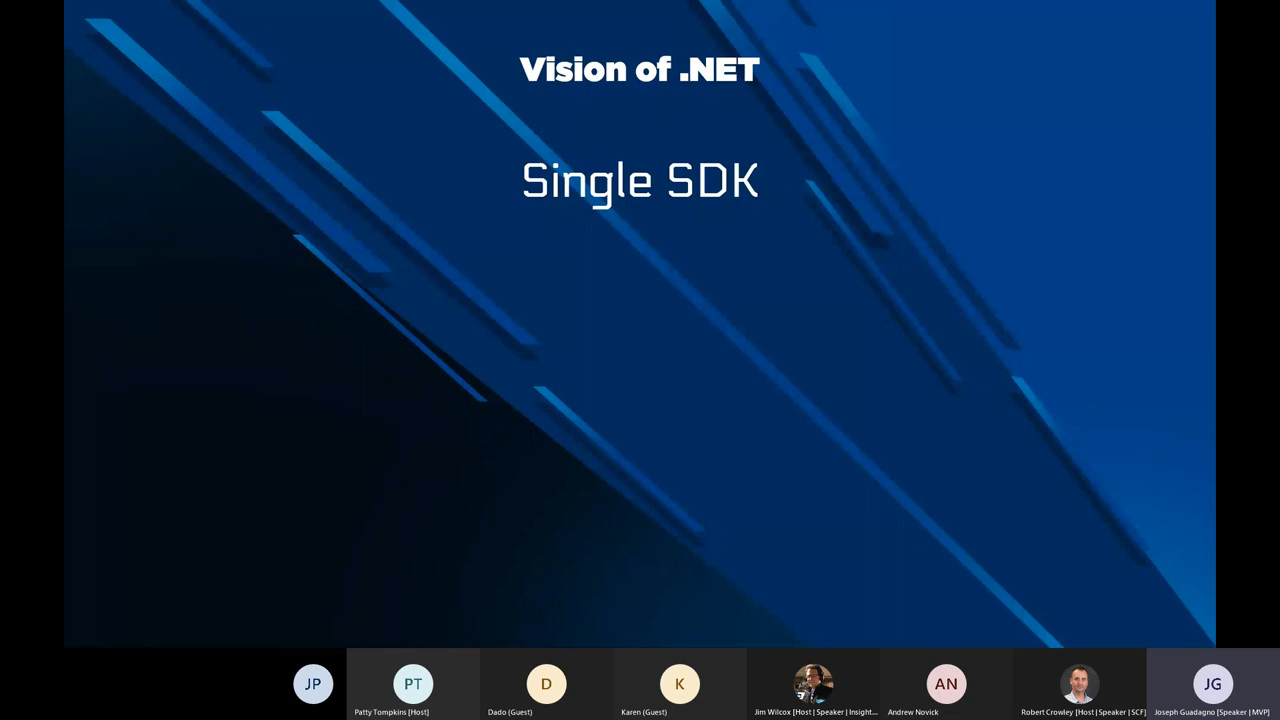 Vision of .NET
Single SDK
JP
PT
D
K
AN
JG
Patty Tompkins [Host]
Dado (Guest)
Karen (Guest)
Jim Wilcox [Host | Speaker | Insight...
Andrew Novick
Robert Crowley [Host | Speaker | SCF]
Joseph Guadagno [Speaker | MVP]